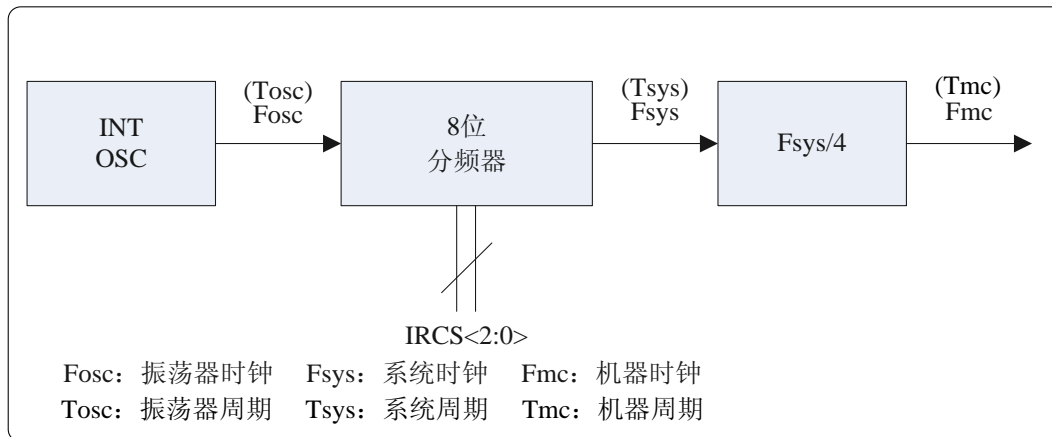 INT
OSC
(Tosc)
Fosc
8位
分频器
(Tsys)
Fsys
Fsys/4
(Tmc)
Fmc
IRCS<2:0>
Fosc：振荡器时钟 Fsys：系统时钟 Fmc：机器时钟
Tosc：振荡器周期 Tsys：系统周期 Tmc：机器周期